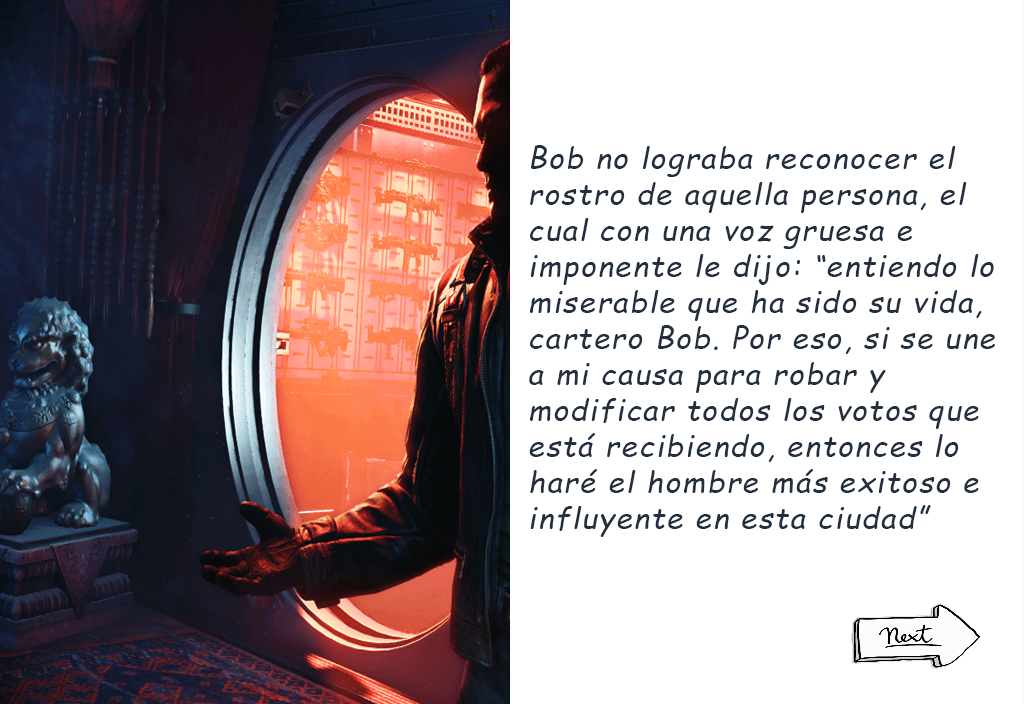 Bob no lograba reconocer el
rostro de aquella persona, el
cual con una voz gruesa e
imponente le dijo: “entiendo lo
miserable que ha sido su vida,
cartero Bob. Por eso, si se une
a mi causa para robar y
modificar todos los votos que
está recibiendo, entonces lo
haré el hombre más exitoso e
influyente en esta ciudad”
Next